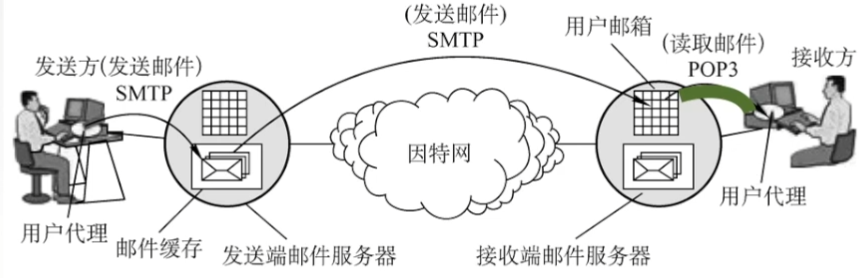 (发送邮件)
SMTP
用户邮箱
(读取邮件)
POP3
接收方
发送方(发送邮件)
SMTP
因特网
用户代理
邮件缓存
发送端邮件服务器
接收端邮件服务器
用户代理